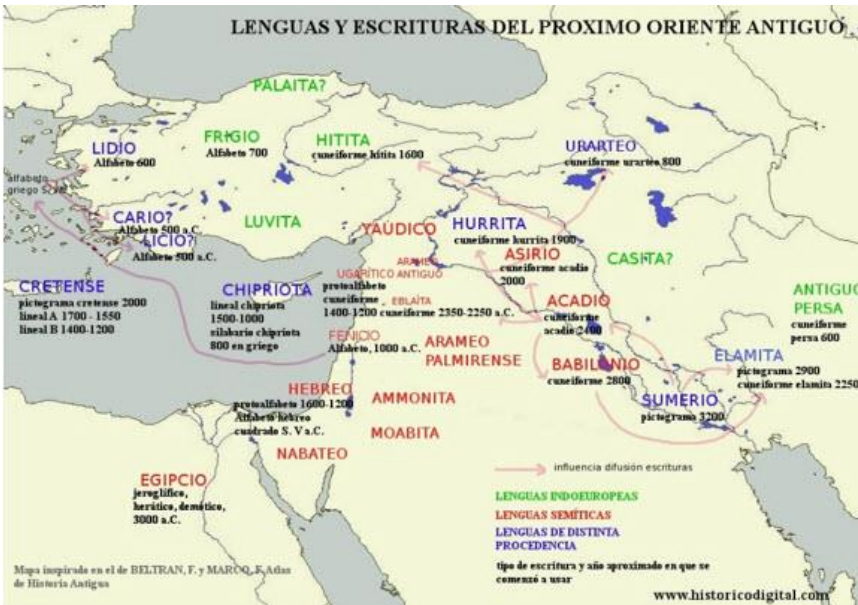 LENGUAS Y ESCRITURAS DEL PROXIMO ORIENTE ANTIGUO
PALAITA?
LIDIO
Alfabeto 600
FRIGIO
Alfabeto 700
HITITA
cuneiforme hitita 1600
URARTEO
cuneiforme urarteo 800
alfabeto
griego
CARIO?
Alfabeto 500 a.C.
LICIO?
Alfabeto 500 a.C.
LUVITA
YAÚDICO
HURRITA
cuneiforme hurrita 1900
ASIRIO
cuneiforme acadio
2000
CASITA?
ARAMEO
ANTIGUO
UGARÍTICO
protoalfabeto
cuneiforme
1400-1200
EBLAÍTA
cuneiforme 2350-2250 a.C.
CRETENSE
pictograma cretense 2000
lineal A 1700 - 1550
lineal B 1400-1200
CHIPRIOTA
lineal chipriota
1500-1000
silabario chipriota
800 en griego
ACADIO
cuneiforme
acadio 2400
ANTIGUO
PERSA
cuneiforme
persa 600
FENICIO
Alfabeto, 1000 a.C.
ARAMEO
PALMIRENSE
BABILONIO
cuneiforme 2800
ELAMITA
pictograma 2900
cuneiforme elamita 2250
SUMERIO
pictograma 3200
HEBREO
protoalfabeto 1600-1200
Alfabeto hebreo
cuadrado S. V a.C.
AMMONITA
MOABITA
NABATEO
EGIPCIO
jeroglífico,
herático, demótico,
3000 a.C.
influencia difusión escrituras
LENGUAS INDOEUROPEAS
LENGUAS SEMÍTICAS
LENGUAS DE DISTINTA
PROCEDENCIA
tipo de escritura y año aproximado en que se
comenzó a usar
Mapa inspirado en el de BELTRAN, F. y MARCO, F. Atlas
de Historia Antigua
www.historicodigital.com